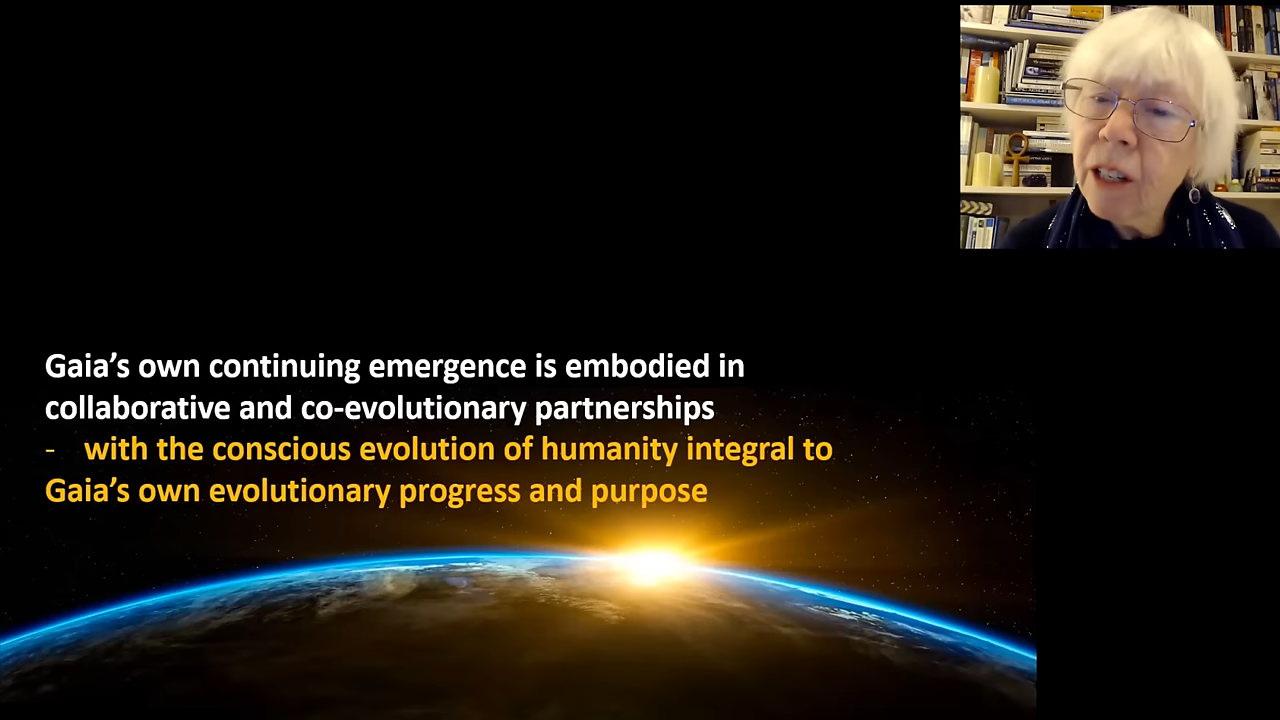 Gaia’s own continuing emergence is embodied in
collaborative and co-evolutionary partnerships
- with the conscious evolution of humanity integral to
Gaia’s own evolutionary progress and purpose